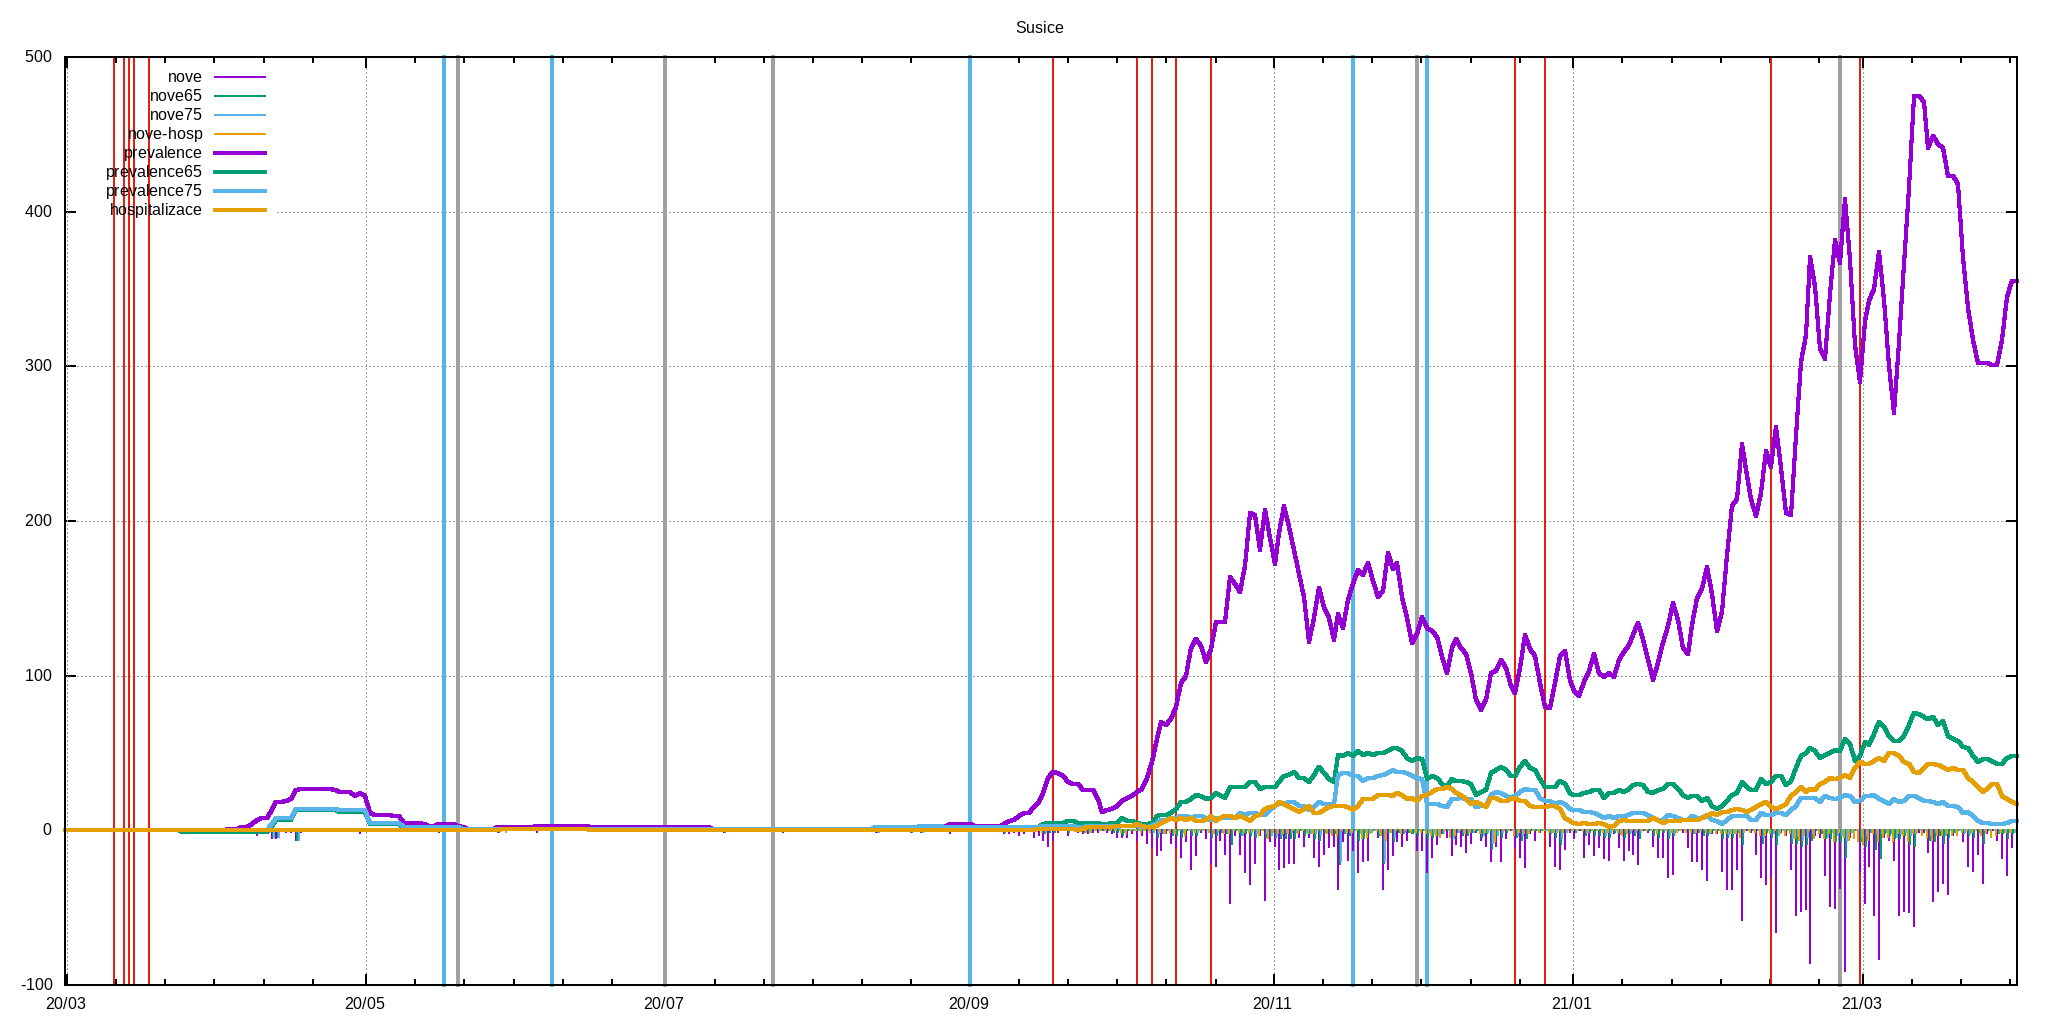 Susice
500
nove
nove65
nove75
nove-hosp
prevalence
prevalence65
prevalence75
hospitalizace
400
300
200
100
0
-100
20/03 20/05 20/07 20/09 20/11 21/01 21/03